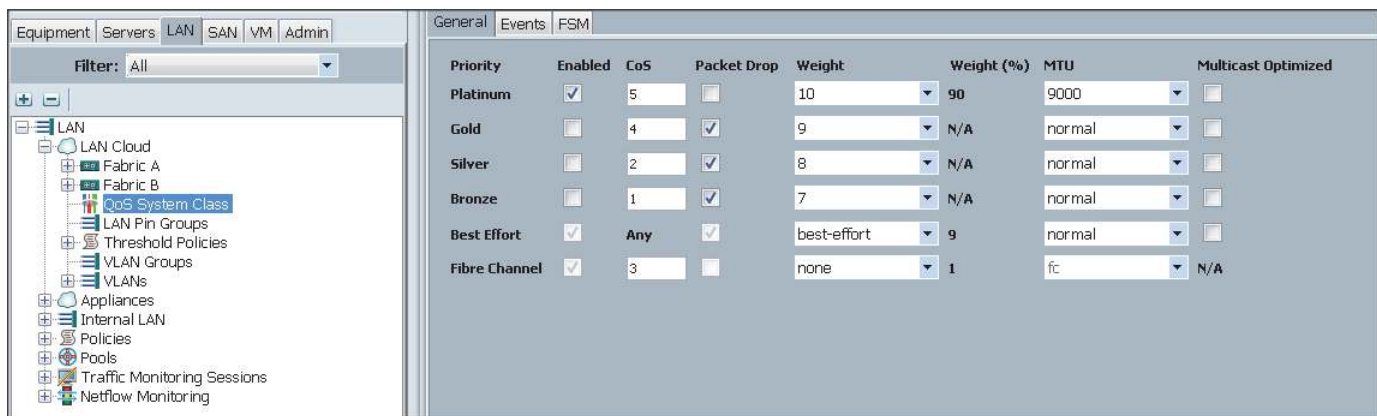 Equipment Servers LAN SAN VM Admin
Filter: All
LAN
LAN Cloud
Fabric A
Fabric B
QoS System Class
LAN Pin Groups
Threshold Policies
VLAN Groups
VLANs
Appliances
Internal LAN
Policies
Pools
Traffic Monitoring Sessions
Netflow Monitoring
General Events FSM
Priority Enabled CoS Packet Drop Weight Weight (%) MTU Multicast Optimized
Platinum 5 10 90 9000
Gold 4 9 N/A normal
Silver 2 8 N/A normal
Bronze 1 7 N/A normal
Best Effort Any best-effort 9 normal
Fibre Channel 3 none 1 fc N/A